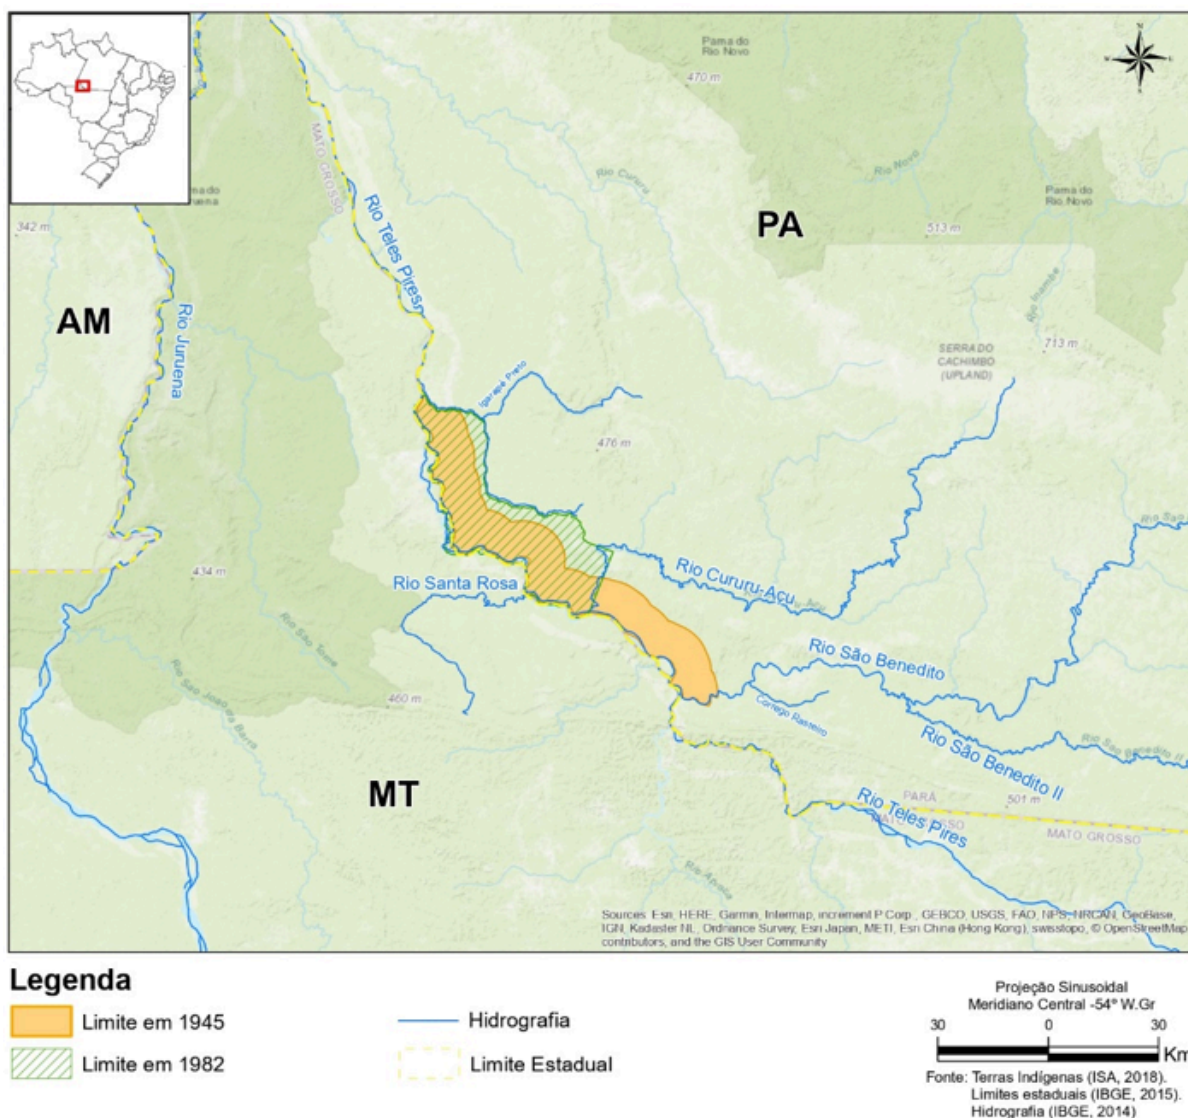 Pama do
Rio Novo
470 m
MATO GROSSO
Rio Cururu
Rio Novo
Pama do
Rio Novo
342 m
PA
513 m
Rio Teles Pires
AM
Rio Juruena
SERRA DO
CACHIMBO
(UPLAND)
713 m
Igarapé Preto
476 m
434 m
Rio Santa Rosa
Rio Cururu-Açu
Rio São Benedito
460 m
Córrego Rasteiro
Rio São Benedito II
MT
PARÁ
501 m
MATO GROSSO
Rio Teles Pires
MATO GROSSO
Sources: Esri, HERE, Garmin, Intermap, increment P Corp., GEBCO, USGS, FAO, NPS, NRCAN, GeoBase,
IGN, Kadaster NL, Ordnance Survey, Esri Japan, METI, Esri China (Hong Kong), swisstopo, © OpenStreetMap
contributors, and the GIS User Community
Legenda
Limite em 1945
Limite em 1982
Hidrografia
Limite Estadual
Projeção Sinusoidal
Meridiano Central -54º W.Gr
30 0 30
Km
Fonte: Terras Indígenas (ISA, 2018).
Limites estaduais (IBGE, 2015).
Hidrografia (IBGE, 2014)